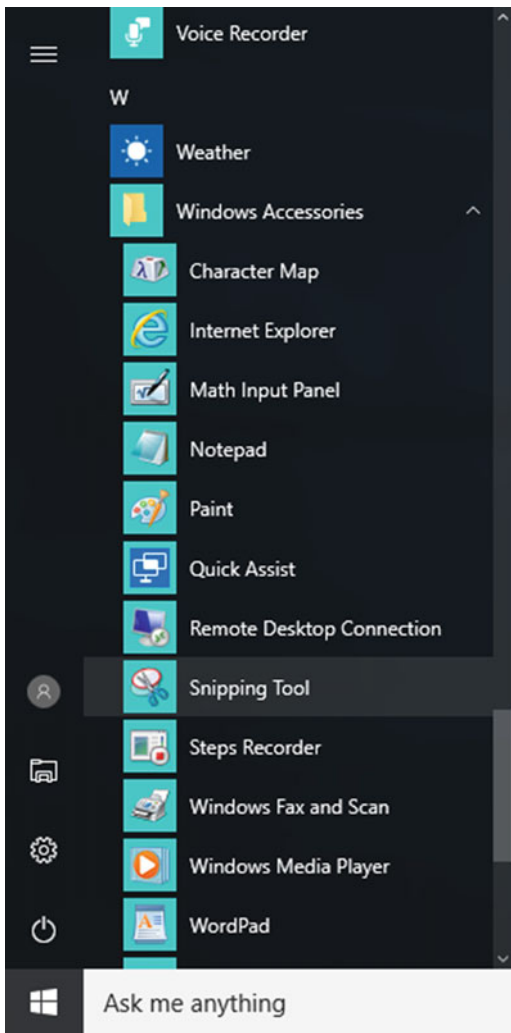 Voice Recorder
W
Weather
Windows Accessories
Character Map
Internet Explorer
Math Input Panel
Notepad
Paint
Quick Assist
Remote Desktop Connection
Snipping Tool
Steps Recorder
Windows Fax and Scan
Windows Media Player
WordPad
Ask me anything